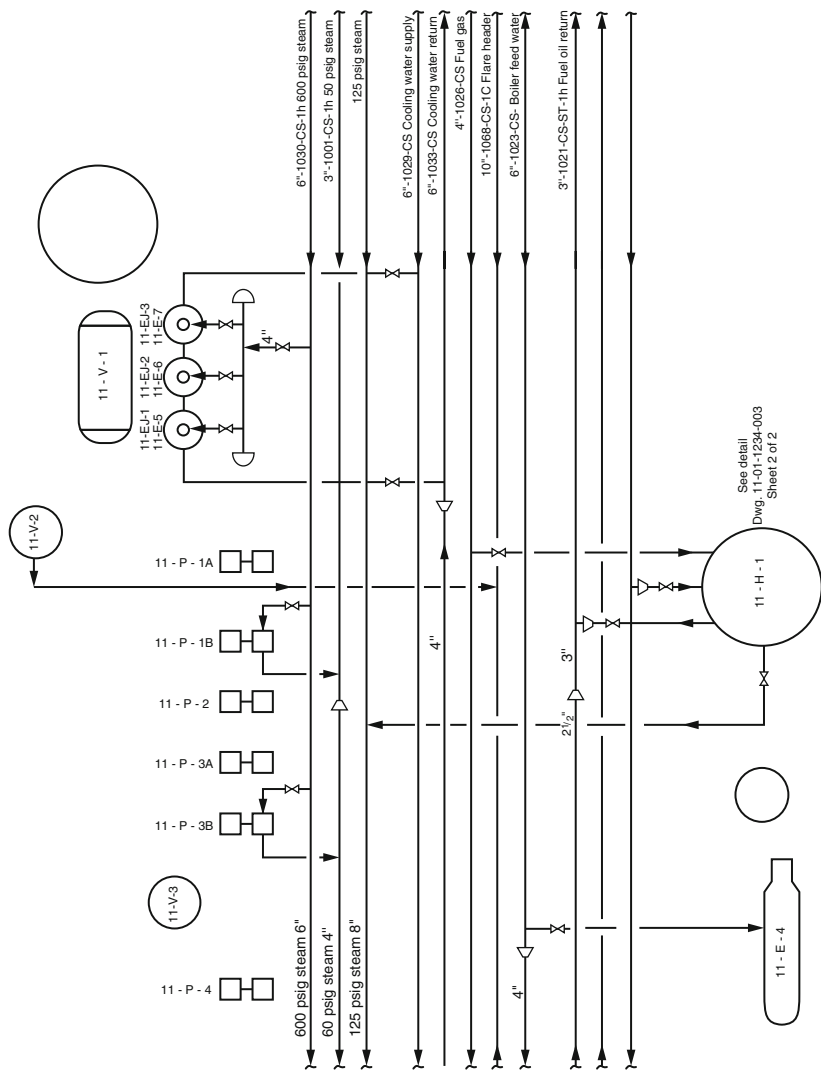 6"-1030-CS-1h 600 psig steam
3"-1001-CS-1h 50 psig steam
125 psig steam
6"-1029-CS Cooling water supply
6"-1033-CS Cooling water return
4"-1026-CS Fuel gas
10"-1068-CS-1C Flare header
6"-1023-CS- Boiler feed water
3"-1021-CS-ST-1h Fuel oil return
11 - V - 1
11-EJ-3
11-E-7
11-EJ-2
11-E-6
11-EJ-1
11-E-5
4"
11-V-2
11 - P - 1A
11 - P - 1B
11 - P - 2
11 - P - 3A
11 - P - 3B
11-V-3
11 - P - 4
4"
3"
2 1/2"
See detail
Dwg. 11-01-1234-003
Sheet 2 of 2
11 - H - 1
600 psig steam 6"
60 psig steam 4"
125 psig steam 8"
4"
11 - E - 4